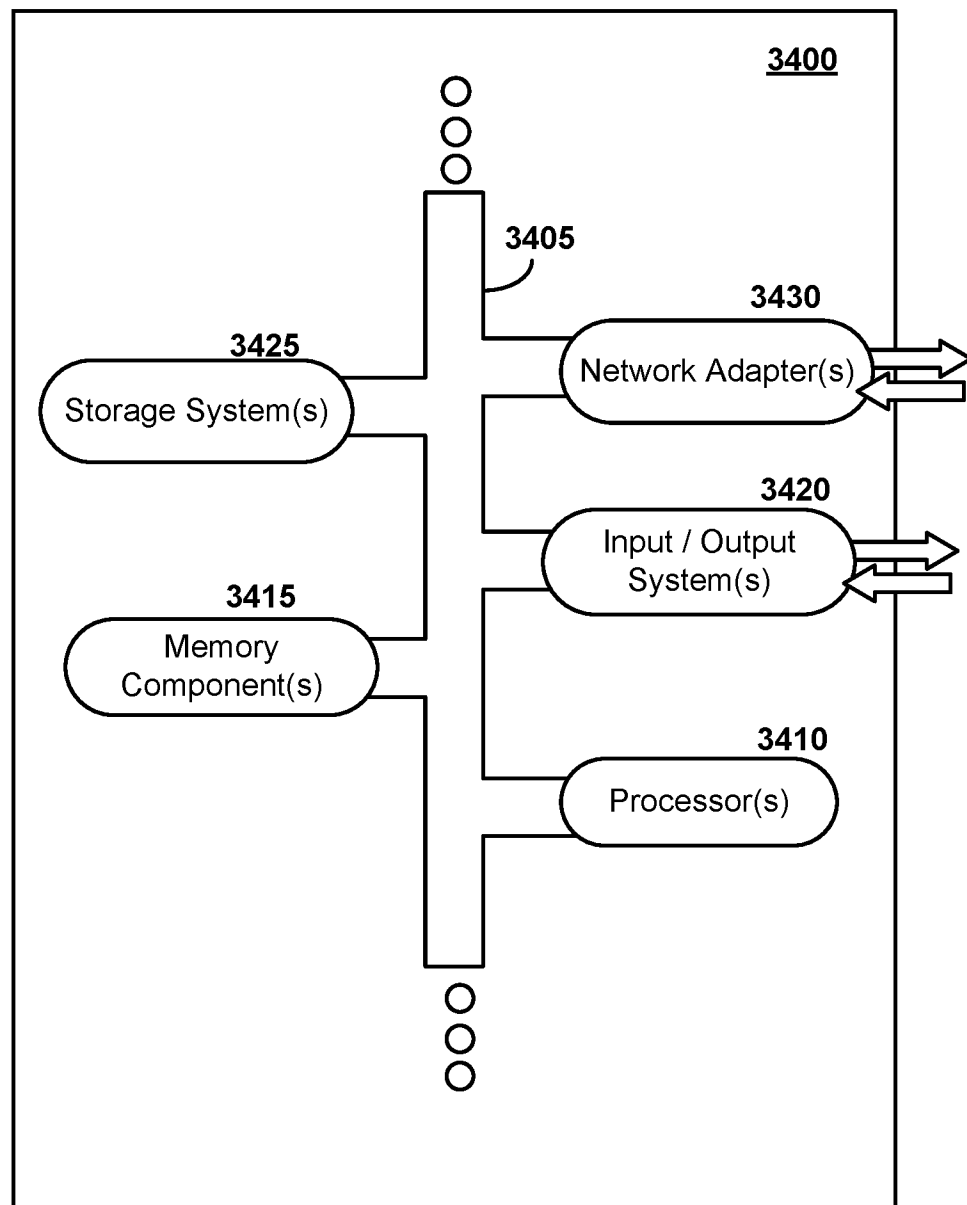 3400
3405
3430
Network Adapter(s)
3425
Storage System(s)
3420
Input / Output
System(s)
3415
Memory
Component(s)
3410
Processor(s)